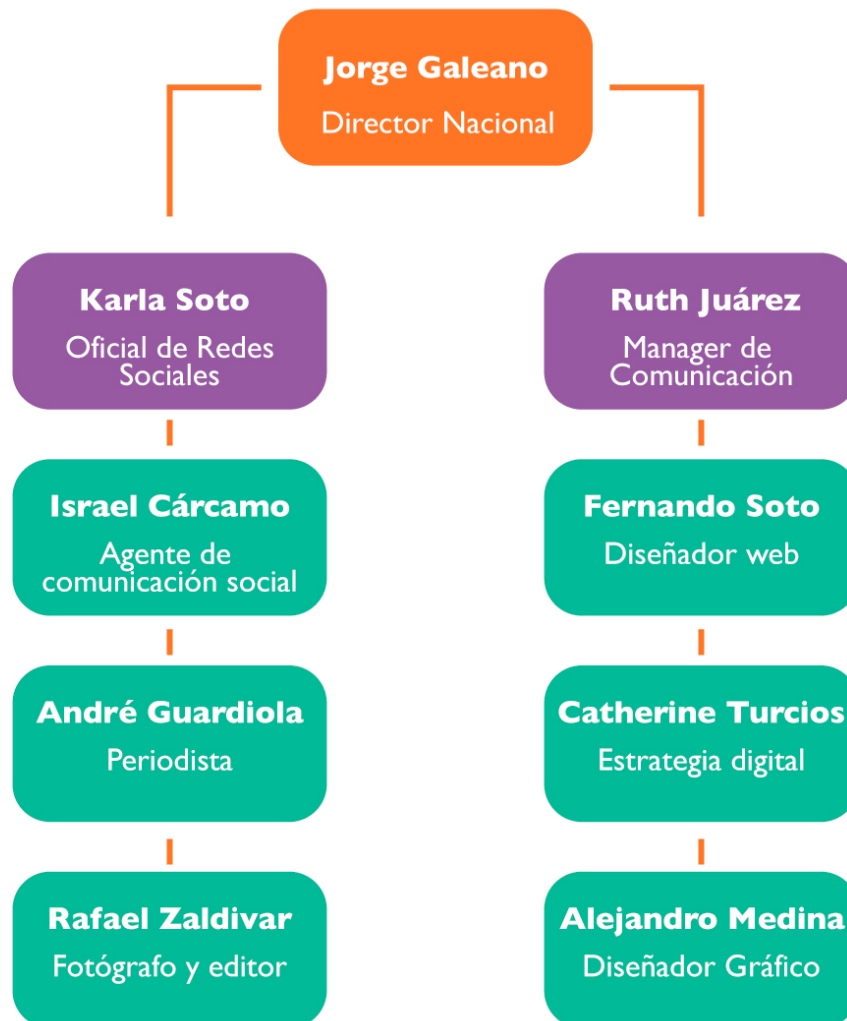 Jorge Galeano
Director Nacional
Karla Soto
Oficial de Redes
Sociales
Israel Cárcamo
Agente de
comunicación social
André Guardiola
Periodista
Rafael Zaldivar
Fotógrafo y editor
Ruth Juárez
Manager de
Comunicación
Fernando Soto
Diseñador web
Catherine Turcios
Estrategia digital
Alejandro Medina
Diseñador Gráfico